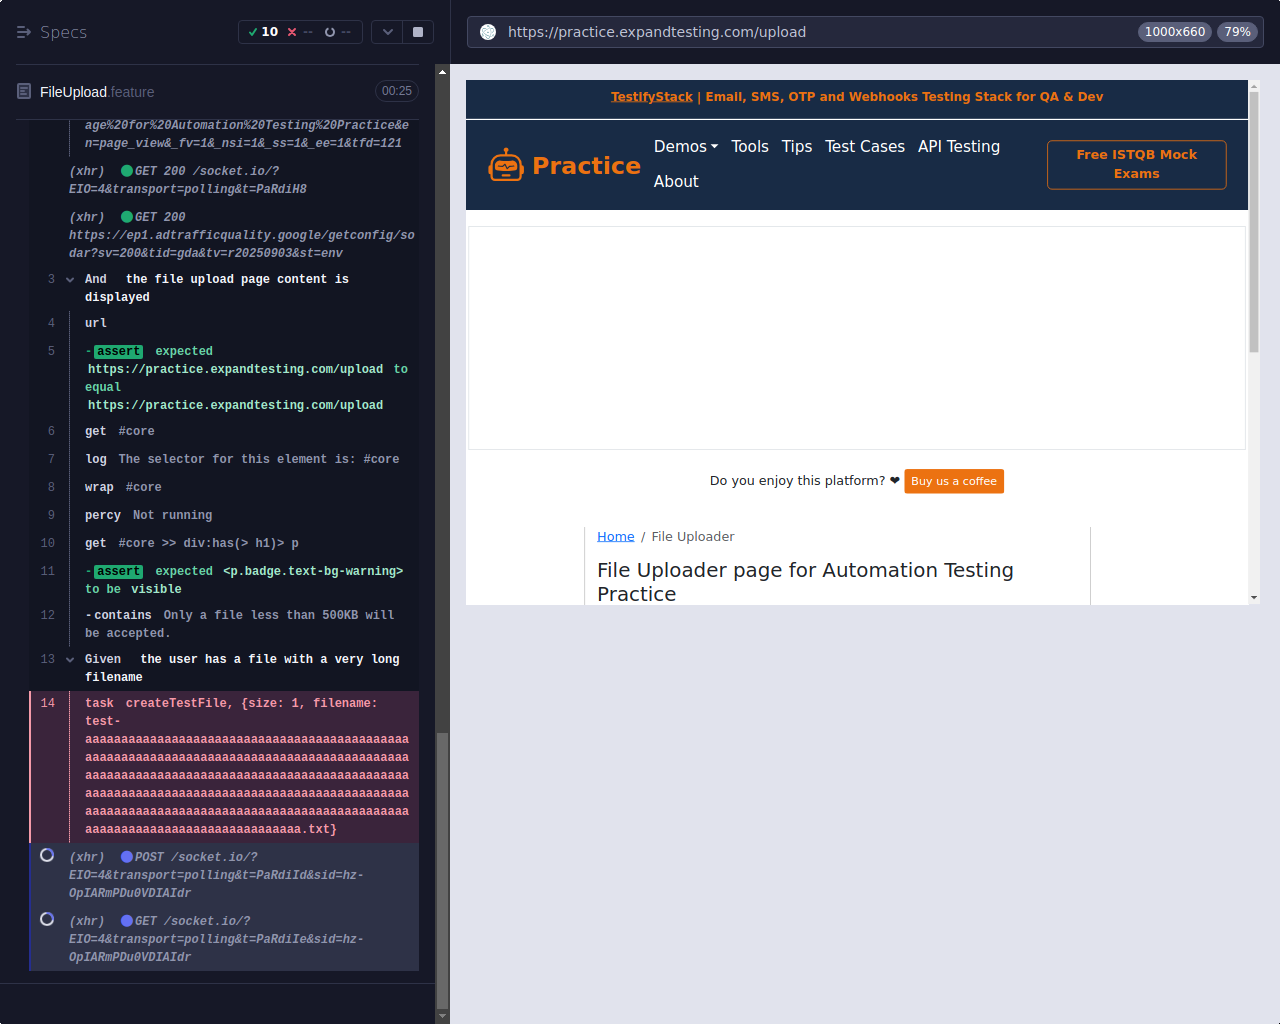 Specs
10
--
--
https://practice.expandtesting.com/upload
1000x660
79%
FileUpload.feature
00:25
age%20for%20Automation%20Testing%20Practice&e
n=page_view&_fv=1&_nsi=1&_ss=1&_ee=1&tfd=121
(xhr) GET 200 /socket.io/?
EIO=4&transport=polling&t=PaRdiH8
(xhr) GET 200
https://ep1.adtrafficquality.google/getconfig/so
dar?sv=200&tid=gda&tv=r20250903&st=env
3 And the file upload page content is
displayed
4 url
5 -assert expected
https://practice.expandtesting.com/upload to
equal
https://practice.expandtesting.com/upload
6 get #core
7 log The selector for this element is: #core
8 wrap #core
9 percy Not running
10 get #core >> div:has(> h1)> p
11 -assert expected <p.badge.text-bg-warning>
to be visible
12 -contains Only a file less than 500KB will
be accepted.
13 Given the user has a file with a very long
filename
14 task createTestFile, {size: 1, filename:
test-
aaaaaaaaaaaaaaaaaaaaaaaaaaaaaaaaaaaaaaaaaaaaa
aaaaaaaaaaaaaaaaaaaaaaaaaaaaaaaaaaaaaaaaaaaaa
aaaaaaaaaaaaaaaaaaaaaaaaaaaaaaaaaaaaaaaaaaaaa
aaaaaaaaaaaaaaaaaaaaaaaaaaaaaaaaaaaaaaaaaaaaa
aaaaaaaaaaaaaaaaaaaaaaaaaaaaaaaaaaaaaaaaaaaaa
aaaaaaaaaaaaaaaaaaaaaaaaaaaaaa.txt}
(xhr) POST /socket.io/?
EIO=4&transport=polling&t=PaRdiId&sid=hz-
OpIARmPDu0VDIAIdr
(xhr) GET /socket.io/?
EIO=4&transport=polling&t=PaRdiIe&sid=hz-
OpIARmPDu0VDIAIdr
TestifyStack | Email, SMS, OTP and Webhooks Testing Stack for QA & Dev
Practice
Demos Tools Tips Test Cases API Testing
About
Free ISTQB Mock
Exams
Do you enjoy this platform? ❤ Buy us a coffee
Home / File Uploader
File Uploader page for Automation Testing
Practice